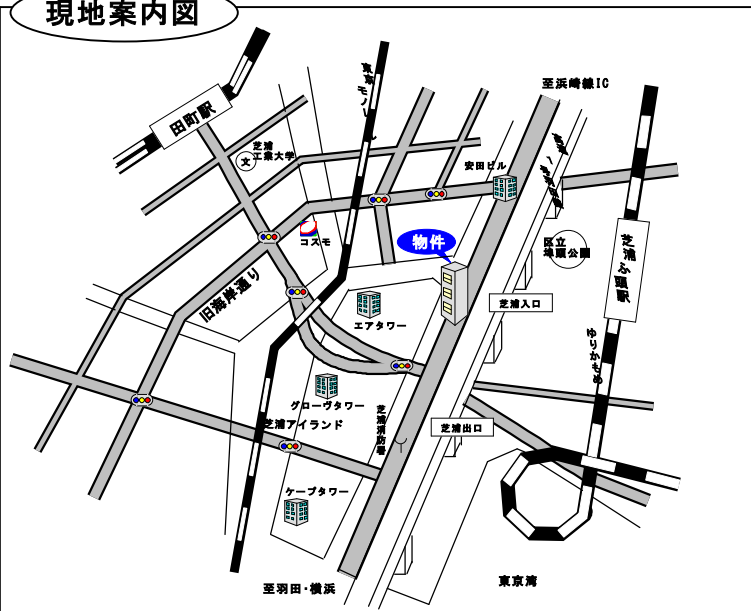 現地案内図
田町駅
文
芝浦
工業大学
東京モノレール
至浜崎線IC
安田ビル
コスモ
物件
区立
埠頭公園
芝浦ふ頭駅
旧海岸通り
エアタワー
芝浦入口
ゆりかもめ
グローヴタワー
芝浦アイランド
芝浦消防署
芝浦出口
ケープタワー
至羽田・横浜
東京湾